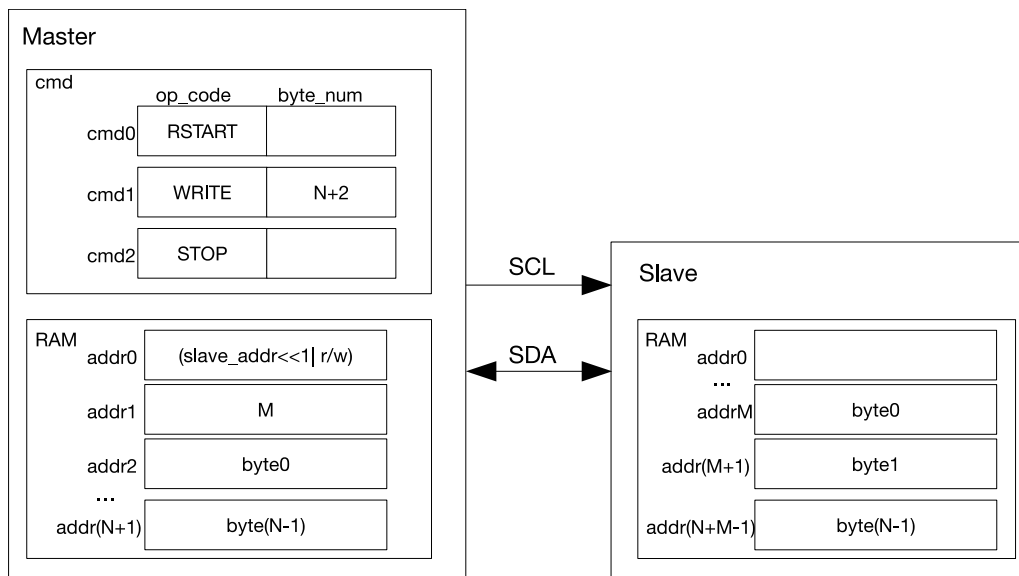 Master
cmd
op_code byte_num
cmd0 RSTART
cmd1 WRITE N+2
cmd2 STOP
RAM
addr0 (slave_addr<<1| r/w)
addr1 M
addr2 byte0
...
addr(N+1) byte(N-1)
SCL
SDA
Slave
RAM
addr0
...
addrM byte0
addr(M+1) byte1
addr(N+M-1) byte(N-1)